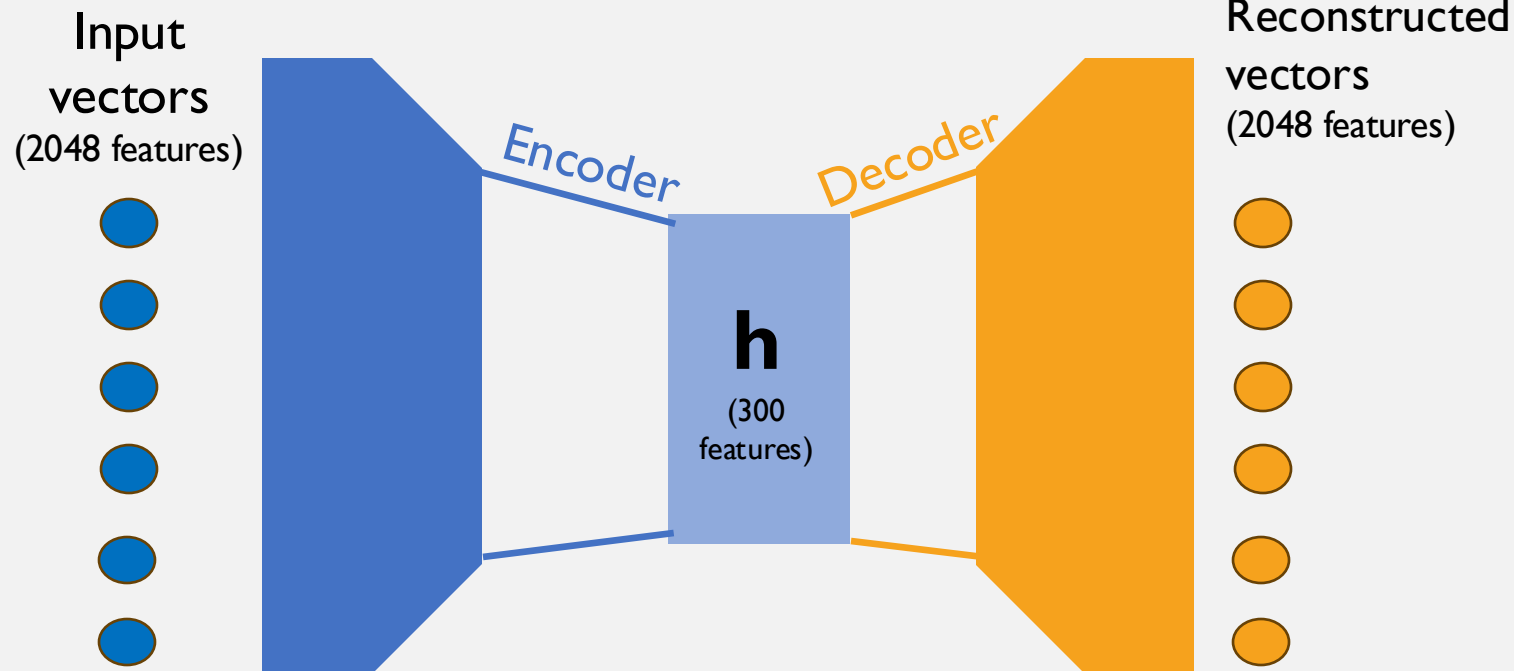 Input
vectors
(2048 features)
Encoder
h
(300
features)
Decoder
Reconstructed
vectors
(2048 features)